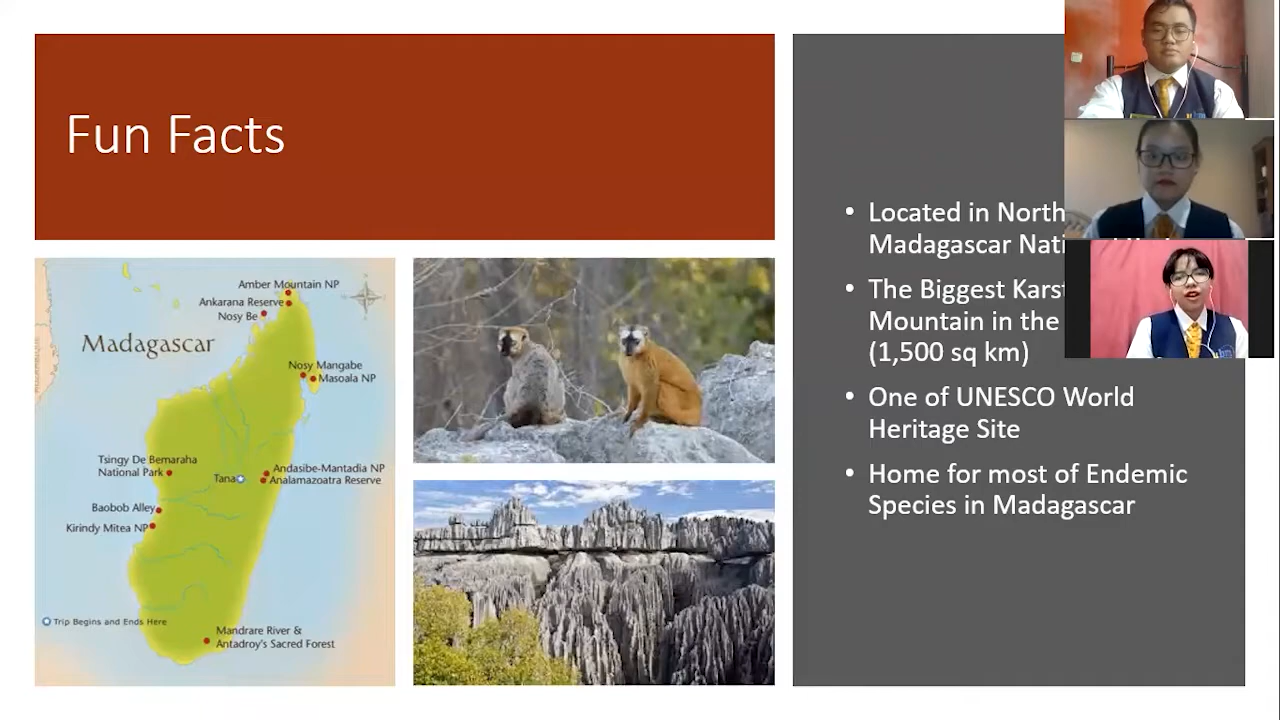 Fun Facts
Amber Mountain NP
Ankarana Reserve
Nosy Be
Madagascar
Nosy Mangabe
Masoala NP
Tsingy De Bemaraha
National Park
Tana
Andasibe-Mantadia NP
Analamazoatra Reserve
Baobob Alley
Kirindy Mitea NP
Trip Begins and Ends Here
Mandrare River &
Antadroy's Sacred Forest
• Located in North
Madagascar
• The Biggest Karst
Mountain in the
(1,500 sq km)
• One of UNESCO World
Heritage Site
• Home for most of Endemic
Species in Madagascar